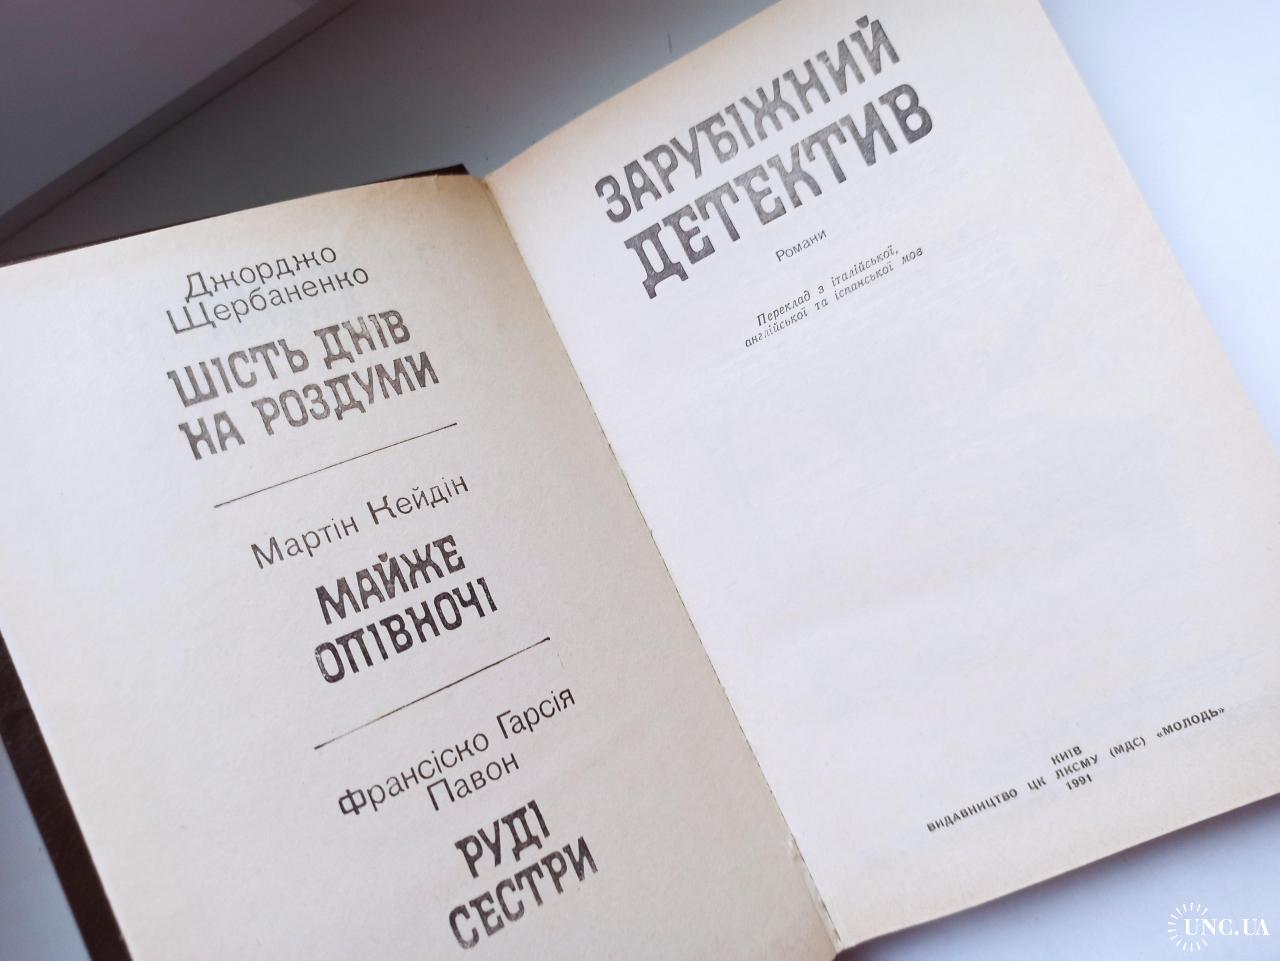 Джорджо
Щербаненко
ШІСТЬ ДНІВ
НА РОЗДУМИ
Мартін Кейдін
МАЙЖЕ
ОПІВНОЧІ
Франсіско Гарсія
Павон
РУДІ
СЕСТРИ
ЗАРУБІЖНИЙ
ДЕТЕКТИВ
Романи
Переклад з італійської,
англійської та іспанської мов
КИЇВ
ВИДАВНИЦТВО ЦК ЛКСМУ (МДС) «МОЛОДЬ»
1991
UNC.UA